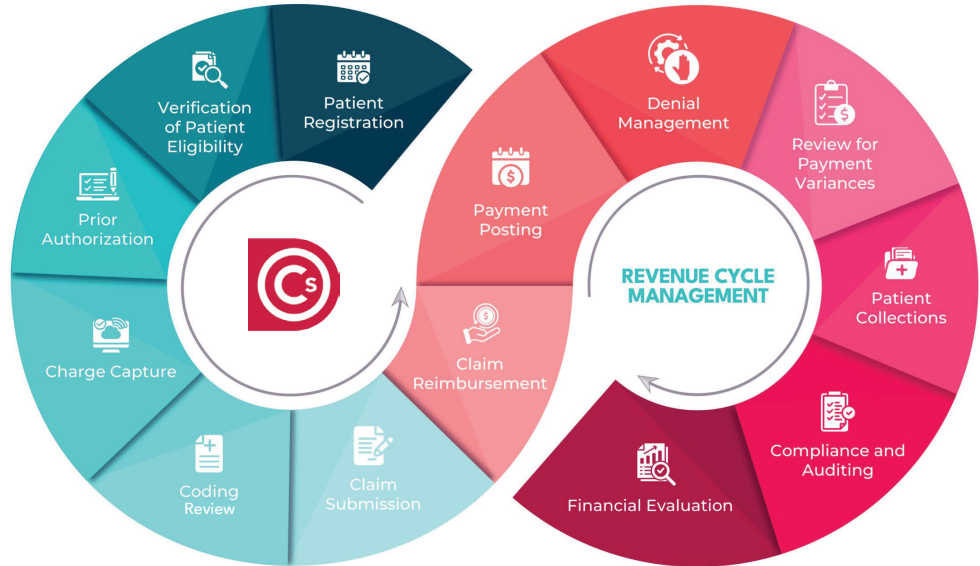 Patient
Registration
Verification
of Patient
Eligibility
Prior
Authorization
Charge Capture
Coding
Review
Claim
Submission
Claim
Reimbursement
Payment
Posting
Denial
Management
Review for
Payment
Variances
Patient
Collections
Compliance and
Auditing
Financial Evaluation
CS
REVENUE CYCLE
MANAGEMENT